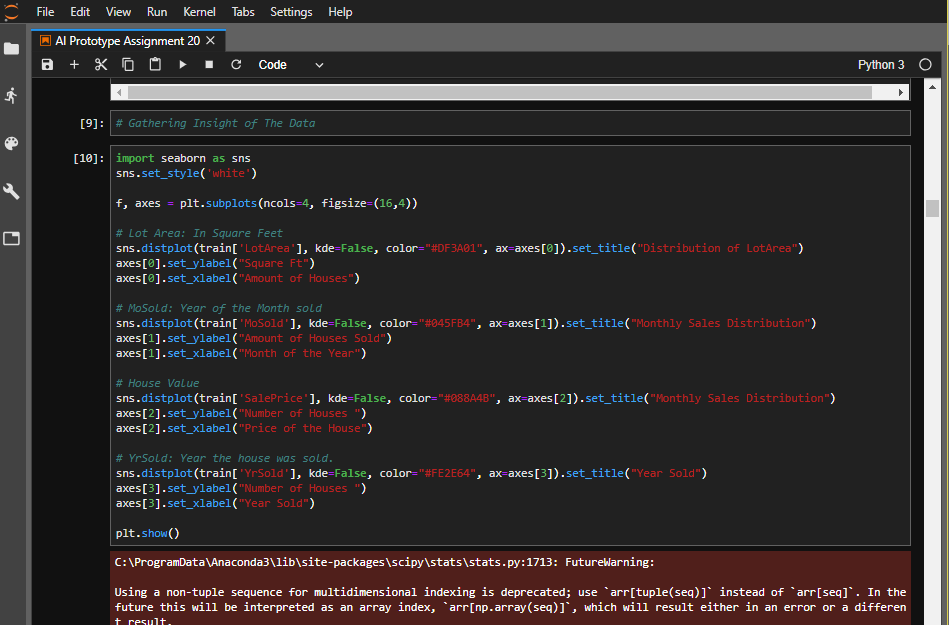 File Edit View Run Kernel Tabs Settings Help
AI Prototype Assignment 20
Code
Python 3
[9]: # Gathering Insight of The Data
[10]: import seaborn as sns
sns.set_style('white')
f, axes = plt.subplots(ncols=4, figsize=(16,4))
# Lot Area: In Square Feet
sns.distplot(train['LotArea'], kde=False, color="#DF3A01", ax=axes[0]).set_title("Distribution of LotArea")
axes[0].set_ylabel("Square Ft")
axes[0].set_xlabel("Amount of Houses")
# MoSold: Year of the Month sold
sns.distplot(train['MoSold'], kde=False, color="#045FB4", ax=axes[1]).set_title("Monthly Sales Distribution")
axes[1].set_ylabel("Amount of Houses Sold")
axes[1].set_xlabel("Month of the Year")
# House Value
sns.distplot(train['SalePrice'], kde=False, color="#088A4B", ax=axes[2]).set_title("Monthly Sales Distribution")
axes[2].set_ylabel("Number of Houses ")
axes[2].set_xlabel("Price of the House")
# YrSold: Year the house was sold.
sns.distplot(train['YrSold'], kde=False, color="#FE2E64", ax=axes[3]).set_title("Year Sold")
axes[3].set_ylabel("Number of Houses ")
axes[3].set_xlabel("Year Sold")
plt.show()
C:\ProgramData\Anaconda3\lib\site-packages\scipy\stats\stats.py:1713: FutureWarning:
Using a non-tuple sequence for multidimensional indexing is deprecated; use `arr[tuple(seq)]` instead of `arr[seq]`. In the
future this will be interpreted as an array index, `arr[np.array(seq)]`, which will result either in an error or a differen
t result.